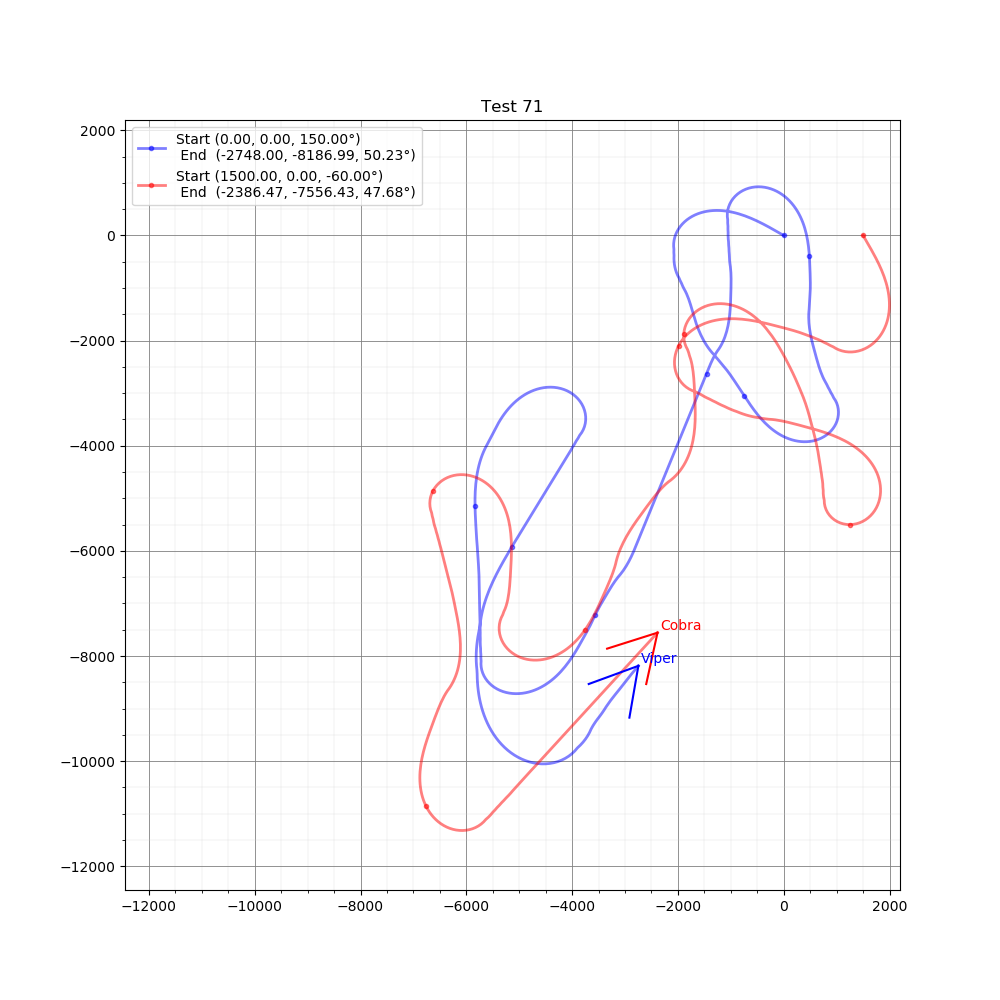 Test 71
Start (0.00, 0.00, 150.00°)
End  (-2748.00, -8186.99, 50.23°)
Start (1500.00, 0.00, -60.00°)
End  (-2386.47, -7556.43, 47.68°)
2000
0
−2000
−4000
−6000
−8000
−10000
−12000
Cobra
Viper
−12000 −10000 −8000 −6000 −4000 −2000 0 2000